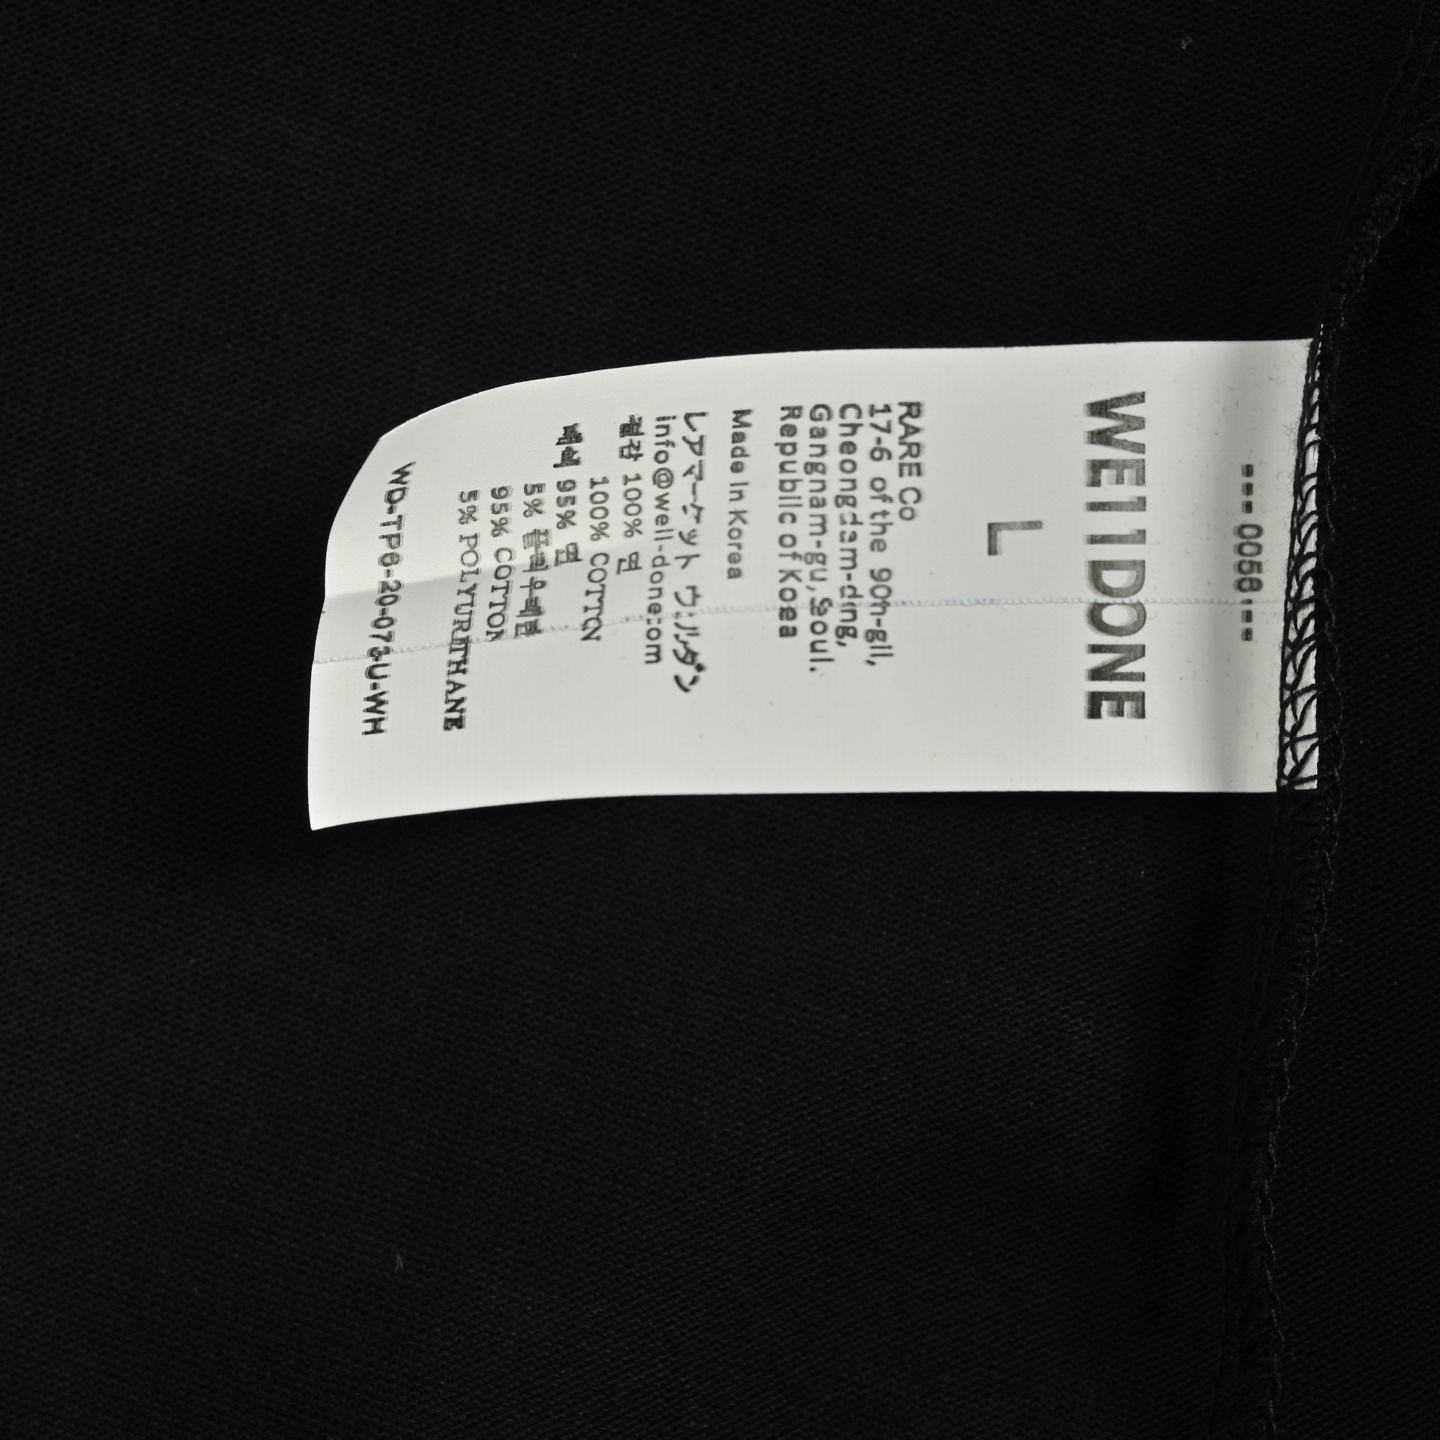 --- 0058 ---
WE11DONE
L
RARE Co
17-6 of the 90n-gil,
Cheongdam-dng,
Gangnam-gu, Seoul.
Republic of Korea
Made In Korea
レアマーケット ウェルダン
info@well-done:om
겉감 100% 면
100% COTTON
배색 95% 면
5% 폴리우레탄
95% COTTON
5% POLYURETHANE
WD-TP6-20-073-U-WH